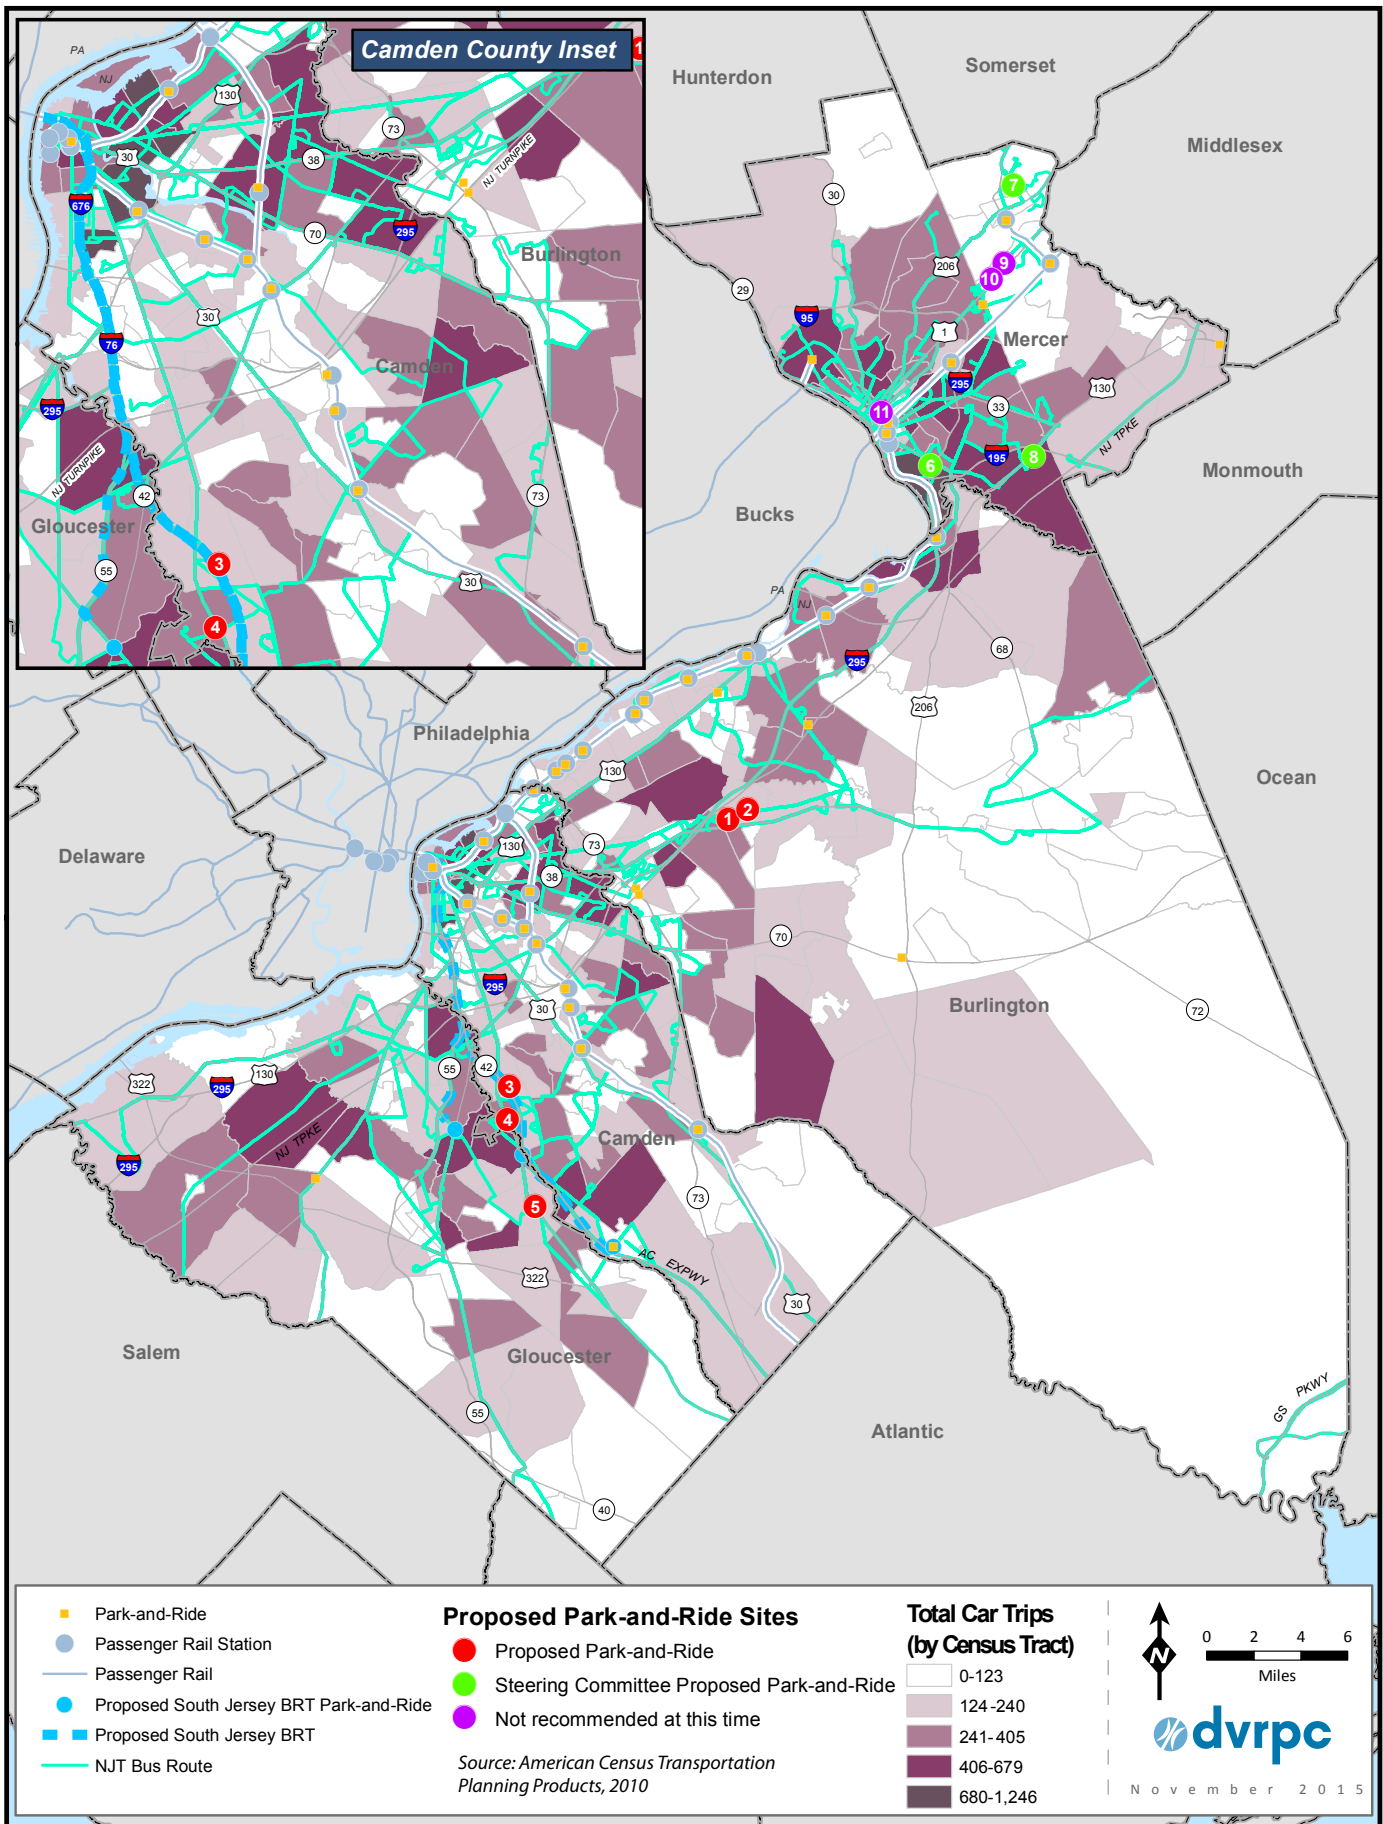 Camden County Inset
PA
NJ
130
73
38
30
NJ TURNPIKE
676
70
295
Burlington
30
76
Camden
295
NJ TURNPIKE
42
73
Gloucester
3
55
30
4
1
Hunterdon
Somerset
Middlesex
30
7
206
9
10
29
95
1
Mercer
295
130
11
33
NJ TPKE
6
195
8
Monmouth
Bucks
PA
NJ
68
295
206
Philadelphia
130
Ocean
1
2
130
73
Delaware
38
70
295
30
Burlington
72
322
130
295
55
42
3
4
NJ TPKE
Camden
295
73
5
AC EXPWY
322
30
Salem
Gloucester
GS PKWY
55
Atlantic
40
Park-and-Ride
Passenger Rail Station
Passenger Rail
Proposed South Jersey BRT Park-and-Ride
Proposed South Jersey BRT
NJT Bus Route
Proposed Park-and-Ride Sites
Proposed Park-and-Ride
Steering Committee Proposed Park-and-Ride
Not recommended at this time
Source: American Census Transportation
Planning Products, 2010
Total Car Trips
(by Census Tract)
0-123
124-240
241-405
406-679
680-1,246
N
0 2 4 6
Miles
dvrpc
November 2015